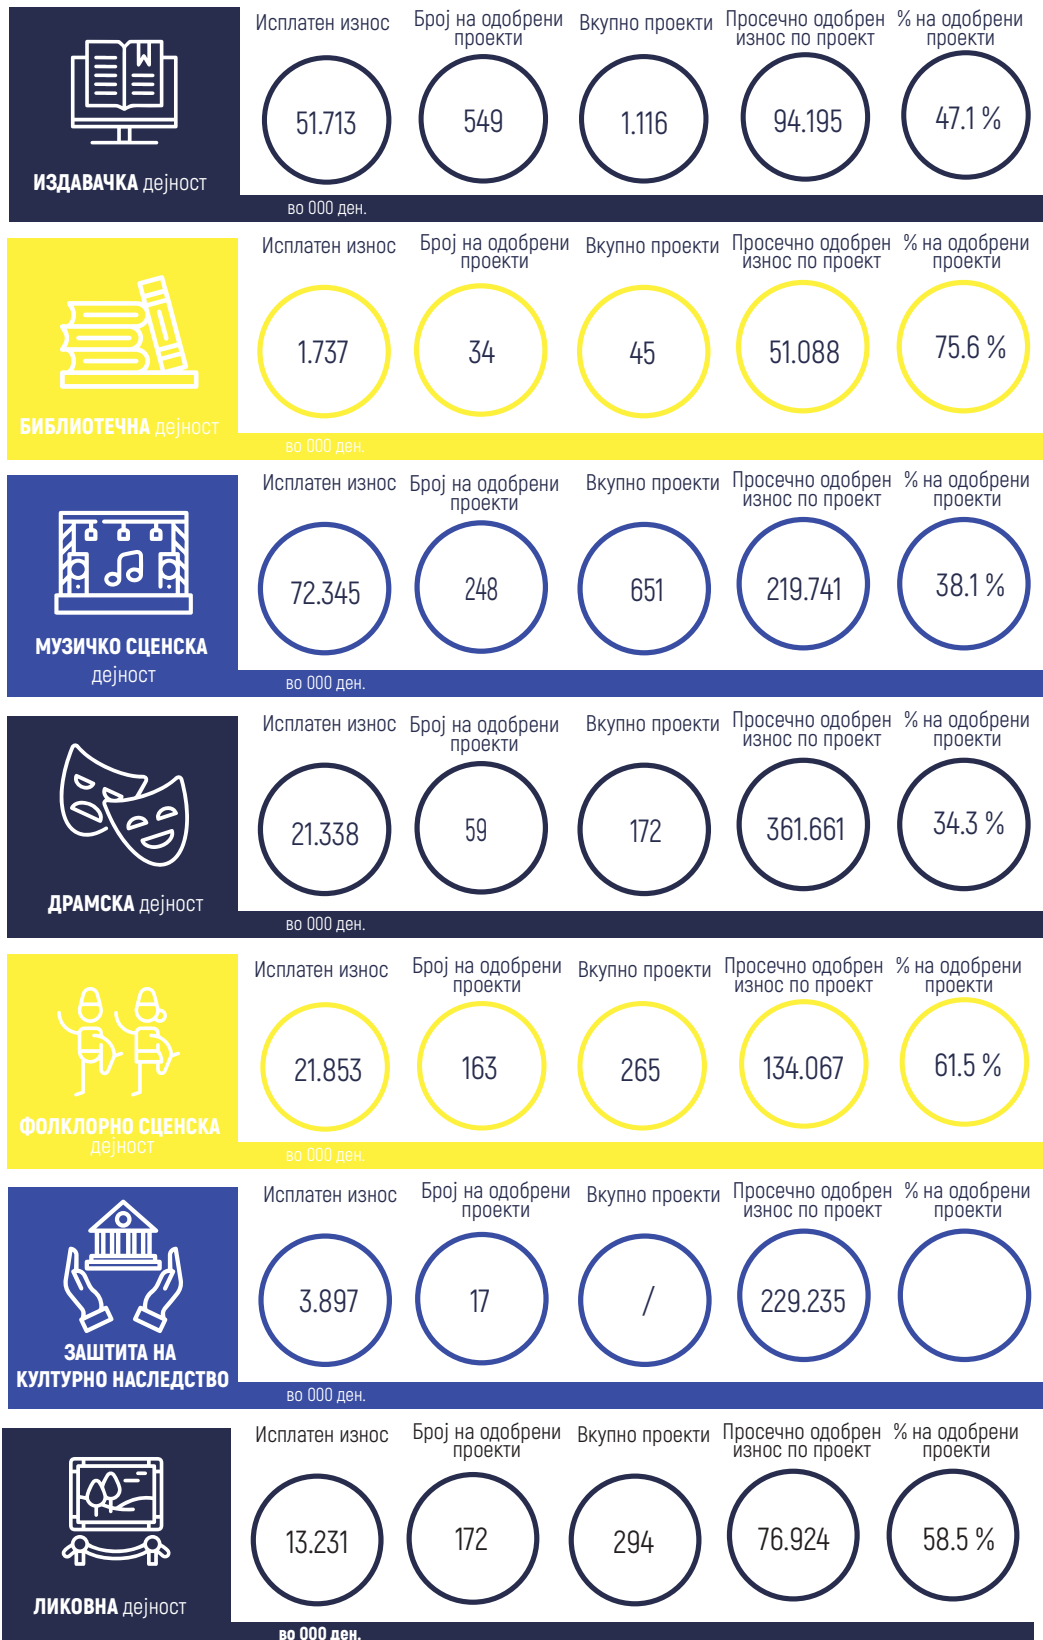 Исплатен износ
Број на одобрени
проекти
Вкупно проекти
Просечно одобрен
износ по проект
% на одобрени
проекти
51.713
549
1.116
94.195
47.1 %
ИЗДАВАЧКА дејност
во 000 ден.
Исплатен износ
Број на одобрени
проекти
Вкупно проекти
Просечно одобрен
износ по проект
% на одобрени
проекти
1.737
34
45
51.088
75.6 %
БИБЛИОТЕЧНА дејност
во 000 ден.
Исплатен износ
Број на одобрени
проекти
Вкупно проекти
Просечно одобрен
износ по проект
% на одобрени
проекти
72.345
248
651
219.741
38.1 %
МУЗИЧКО СЦЕНСКА
дејност
во 000 ден.
Исплатен износ
Број на одобрени
проекти
Вкупно проекти
Просечно одобрен
износ по проект
% на одобрени
проекти
21.338
59
172
361.661
34.3 %
ДРАМСКА дејност
во 000 ден.
Исплатен износ
Број на одобрени
проекти
Вкупно проекти
Просечно одобрен
износ по проект
% на одобрени
проекти
21.853
163
265
134.067
61.5 %
ФОЛКЛОРНО СЦЕНСКА
дејност
во 000 ден.
Исплатен износ
Број на одобрени
проекти
Вкупно проекти
Просечно одобрен
износ по проект
% на одобрени
проекти
3.897
17
/
229.235
ЗАШТИТА НА
КУЛТУРНО НАСЛЕДСТВО
во 000 ден.
Исплатен износ
Број на одобрени
проекти
Вкупно проекти
Просечно одобрен
износ по проект
% на одобрени
проекти
13.231
172
294
76.924
58.5 %
ЛИКОВНА дејност
во 000 ден.